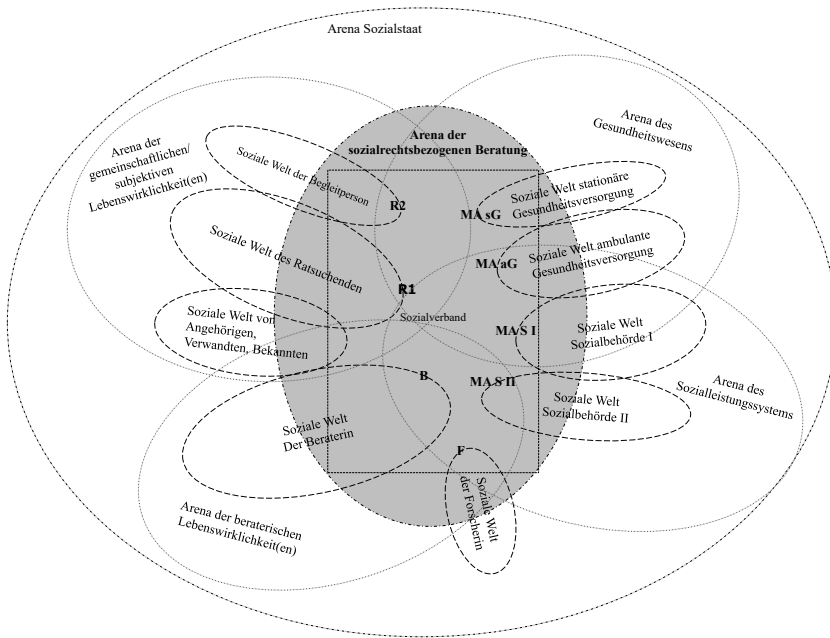 Arena Sozialstaat
Arena des
Gesundheitswesens
Arena der
gemeinschaftlichen/
subjektiven
Lebenswirklichkeit(en)
Arena der
sozialrechtsbezogenen Beratung
Soziale Welt der Begleitperson
R2
Soziale Welt stationäre
Gesundheitsversorgung
MA sG
Soziale Welt des Ratsuchenden
Soziale Welt ambulante
Gesundheitsversorgung
MA aG
R1
Sozialverband
Soziale Welt von
Angehörigen,
Verwandten, Bekannten
MA S I
Soziale Welt
Sozialbehörde I
B
MA S II
Arena des
Sozialleistungssystems
Soziale Welt
Sozialbehörde II
Soziale Welt
Der Beraterin
F
Soziale Welt
der Forscherin
Arena der beraterischen
Lebenswirklichkeit(en)